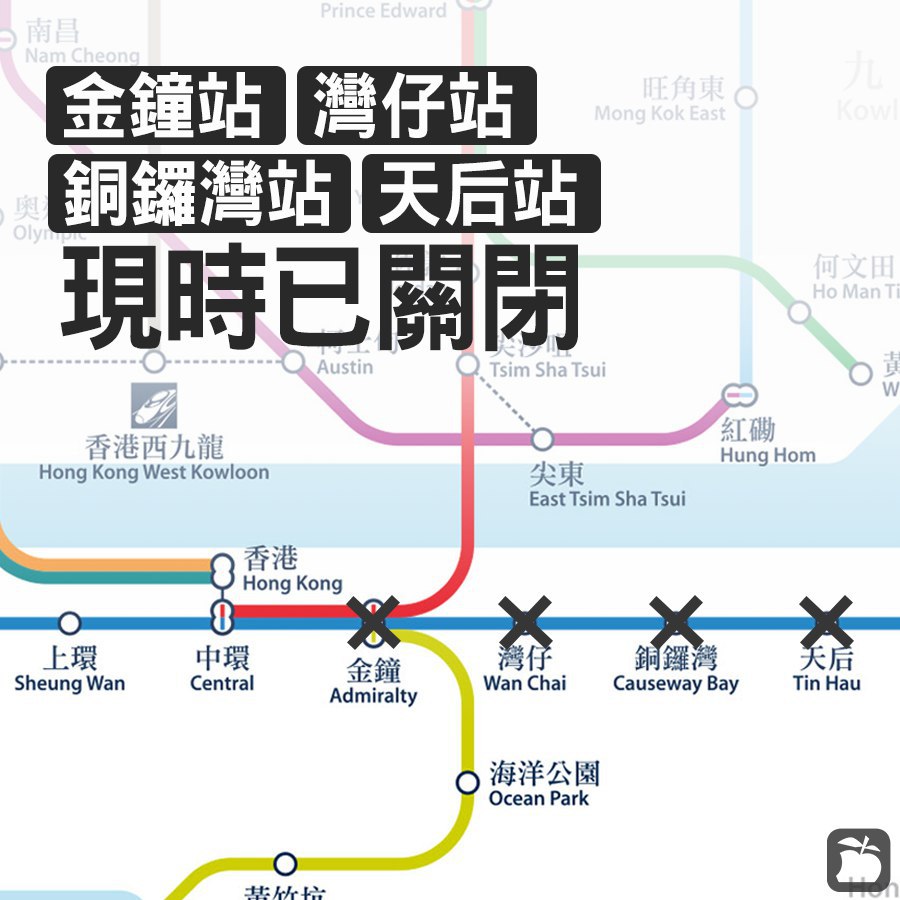 Prince Edward
南昌
Nam Cheong
旺角東
Mong Kok East
九
Kowl
金鐘站 灣仔站
銅鑼灣站 天后站
現時已關閉
奧
Olympic
何文田
Ho Man Ti
Austin
Tsim Sha Tsui
黃
W
香港西九龍
Hong Kong West Kowloon
紅磡
Hung Hom
尖東
East Tsim Sha Tsui
香港
Hong Kong
上環
Sheung Wan
中環
Central
金鐘
Admiralty
灣仔
Wan Chai
銅鑼灣
Causeway Bay
天后
Tin Hau
海洋公園
Ocean Park
黃竹坑
Hon